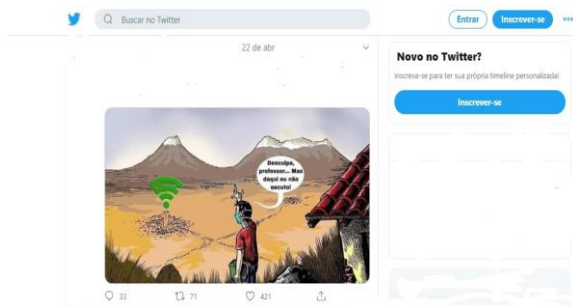 Buscar no Twitter
Entrar
Inscrever-se
22 de abr
Novo no Twitter?
Inscreva-se para ter sua própria timeline personalizada!
Inscrever-se
Desculpa,
professor... Mas
daqui eu não
escuto!
33
71
421